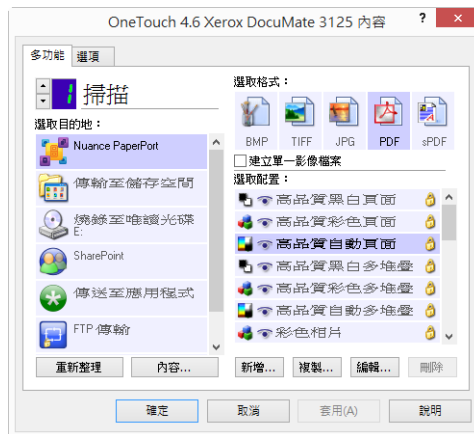 OneTouch 4.6 Xerox DocuMate 3125 內容
多功能 選項
1 掃描
選取目的地：
Nuance PaperPort
傳輸至儲存空間
燒錄至唯讀光碟
E:
SharePoint
傳送至應用程式
FTP 傳輸
重新整理 內容...
選取格式：
BMP TIFF JPG PDF sPDF
建立單一影像檔案
選取配置：
高品質黑白頁面
高品質彩色頁面
高品質自動頁面
高品質黑白多堆疊
高品質彩色多堆疊
高品質自動多堆疊
彩色相片
新增... 複製... 編輯... 刪除
確定 取消 套用(A) 說明